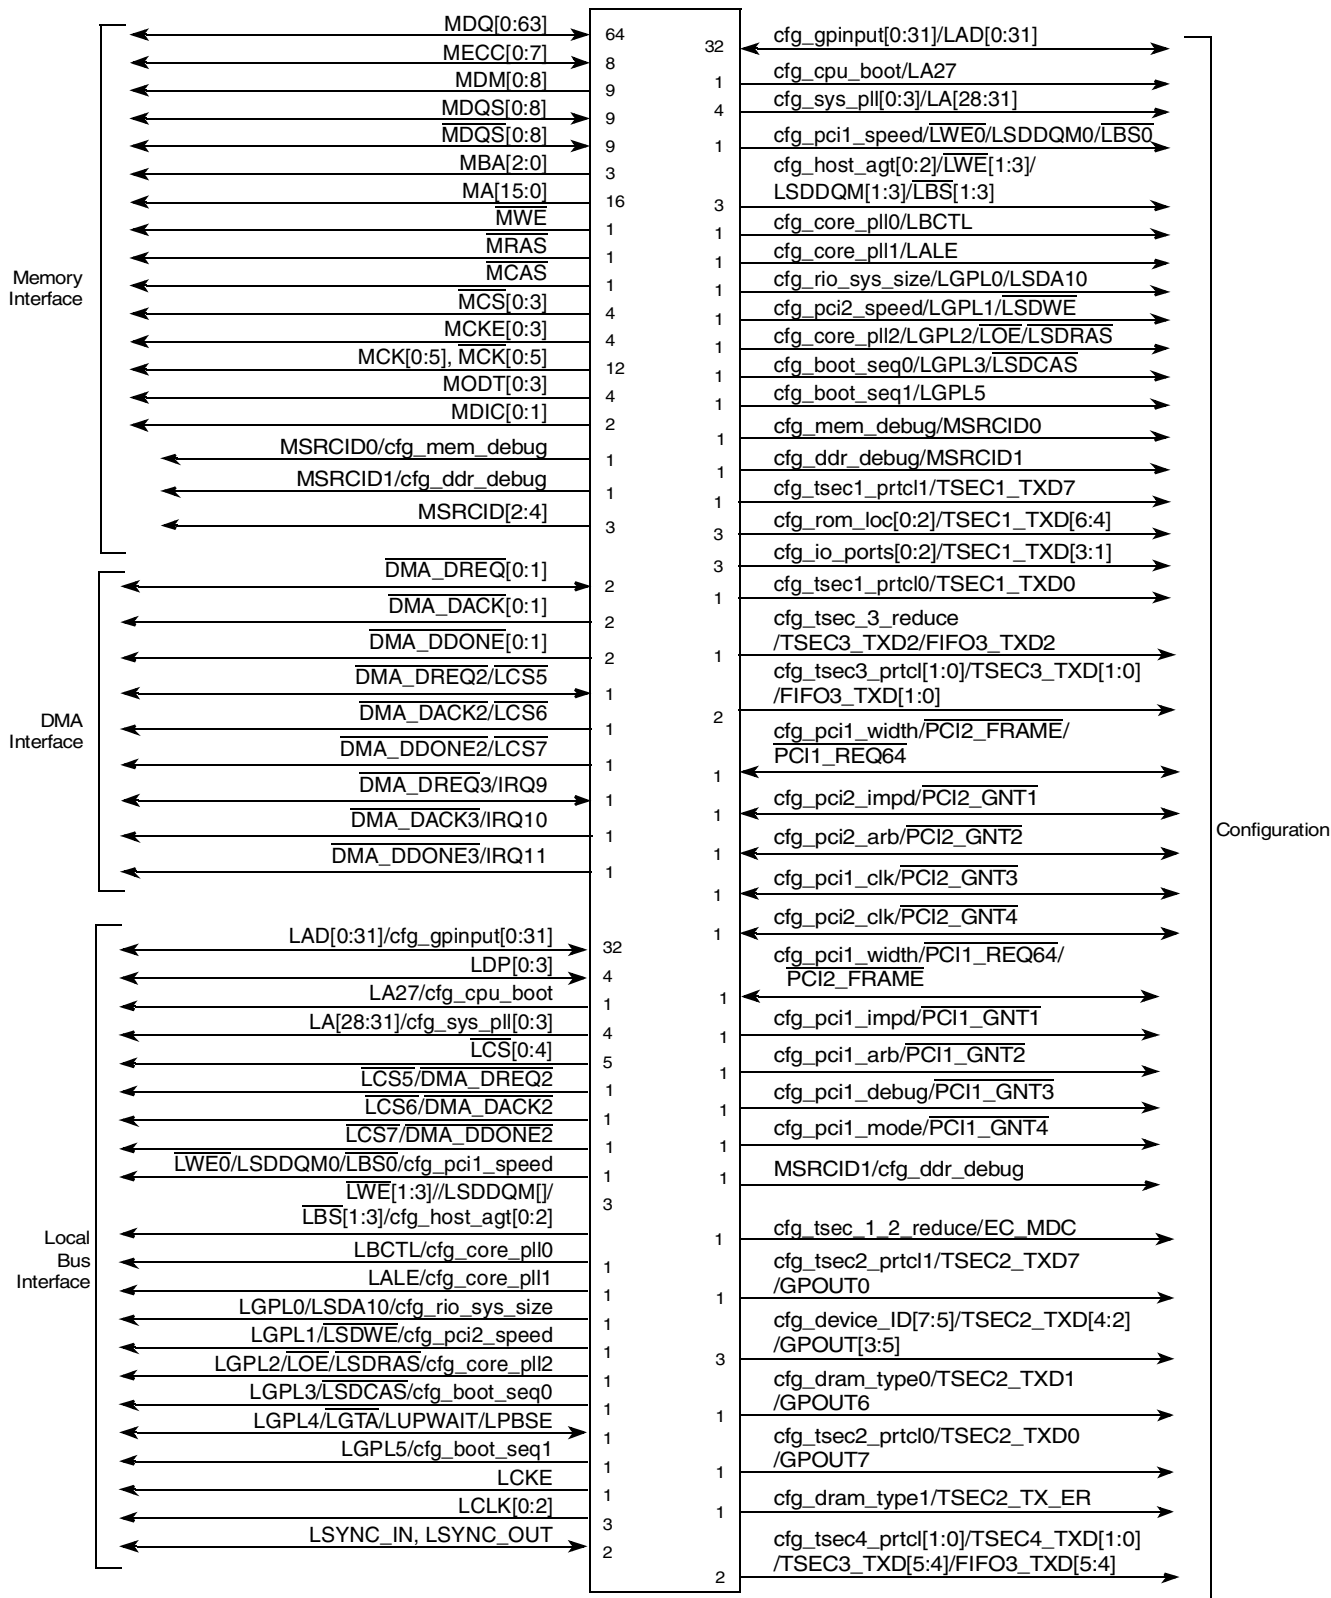 MDQ[0:63] 64
MECC[0:7] 8
MDM[0:8] 9
MDQS[0:8] 9
MDQS[0:8] 9
MBA[2:0] 3
MA[15:0] 16
MWE 1
MRAS 1
MCAS 1
MCS[0:3] 4
MCKE[0:3] 4
MCK[0:5], MCK[0:5] 12
MODT[0:3] 4
MDIC[0:1] 2
MSRCID0/cfg_mem_debug 1
MSRCID1/cfg_ddr_debug 1
MSRCID[2:4] 3
Memory
Interface
DMA_DREQ[0:1] 2
DMA_DACK[0:1] 2
DMA_DDONE[0:1] 2
DMA_DREQ2/LCS5 1
DMA_DACK2/LCS6 1
DMA_DDONE2/LCS7 1
DMA_DREQ3/IRQ9 1
DMA_DACK3/IRQ10 1
DMA_DDONE3/IRQ11 1
DMA
Interface
LAD[0:31]/cfg_gpinput[0:31] 32
LDP[0:3] 4
LA27/cfg_cpu_boot 1
LA[28:31]/cfg_sys_pll[0:3] 4
LCS[0:4] 5
LCS5/DMA_DREQ2 1
LCS6/DMA_DACK2 1
LCS7/DMA_DDONE2 1
LWE0/LSDDQM0/LBS0/cfg_pci1_speed 1
LWE[1:3]//LSDDQM[]/ 3
LBS[1:3]/cfg_host_agt[0:2]
LBCTL/cfg_core_pll0 1
LALE/cfg_core_pll1 1
LGPL0/LSDA10/cfg_rio_sys_size 1
LGPL1/LSDWE/cfg_pci2_speed 1
LGPL2/LOE/LSDRAS/cfg_core_pll2 1
LGPL3/LSDCAS/cfg_boot_seq0 1
LGPL4/LGTA/LUPWAIT/LPBSE 1
LGPL5/cfg_boot_seq1 1
LCKE 1
LCLK[0:2] 3
LSYNC_IN, LSYNC_OUT 2
Local
Bus
Interface
32 cfg_gpinput[0:31]/LAD[0:31]
1 cfg_cpu_boot/LA27
4 cfg_sys_pll[0:3]/LA[28:31]
1 cfg_pci1_speed/LWE0/LSDDQM0/LBS0
cfg_host_agt[0:2]/LWE[1:3]/
3 LSDDQM[1:3]/LBS[1:3]
1 cfg_core_pll0/LBCTL
1 cfg_core_pll1/LALE
1 cfg_rio_sys_size/LGPL0/LSDA10
1 cfg_pci2_speed/LGPL1/LSDWE
1 cfg_core_pll2/LGPL2/LOE/LSDRAS
1 cfg_boot_seq0/LGPL3/LSDCAS
1 cfg_boot_seq1/LGPL5
1 cfg_mem_debug/MSRCID0
1 cfg_ddr_debug/MSRCID1
1 cfg_tsec1_prtcl1/TSEC1_TXD7
3 cfg_rom_loc[0:2]/TSEC1_TXD[6:4]
3 cfg_io_ports[0:2]/TSEC1_TXD[3:1]
1 cfg_tsec1_prtcl0/TSEC1_TXD0
cfg_tsec_3_reduce
1 /TSEC3_TXD2/FIFO3_TXD2
cfg_tsec3_prtcl[1:0]/TSEC3_TXD[1:0]
2 /FIFO3_TXD[1:0]
cfg_pci1_width/PCI2_FRAME/
1 PCI1_REQ64
1 cfg_pci2_impd/PCI2_GNT1
1 cfg_pci2_arb/PCI2_GNT2
1 cfg_pci1_clk/PCI2_GNT3
1 cfg_pci2_clk/PCI2_GNT4
cfg_pci1_width/PCI1_REQ64/
1 PCI2_FRAME
1 cfg_pci1_impd/PCI1_GNT1
1 cfg_pci1_arb/PCI1_GNT2
1 cfg_pci1_debug/PCI1_GNT3
1 cfg_pci1_mode/PCI1_GNT4
1 MSRCID1/cfg_ddr_debug
1 cfg_tsec_1_2_reduce/EC_MDC
cfg_tsec2_prtcl1/TSEC2_TXD7
1 /GPOUT0
cfg_device_ID[7:5]/TSEC2_TXD[4:2]
3 /GPOUT[3:5]
cfg_dram_type0/TSEC2_TXD1
1 /GPOUT6
cfg_tsec2_prtcl0/TSEC2_TXD0
1 /GPOUT7
1 cfg_dram_type1/TSEC2_TX_ER
cfg_tsec4_prtcl[1:0]/TSEC4_TXD[1:0]
2 /TSEC3_TXD[5:4]/FIFO3_TXD[5:4]
Configuration